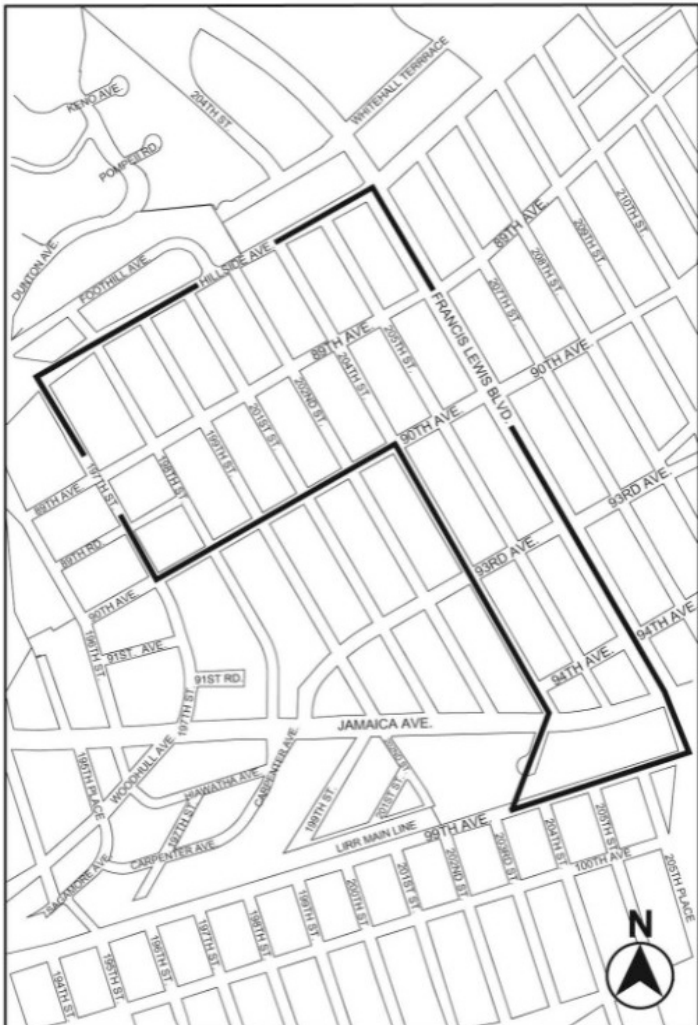 WHITEHALL TERRRACE
KENO AVE.
204TH ST.
POMPEII RD.
210TH ST.
89TH AVE.
209TH ST.
DUNTON AVE.
208TH ST.
FOOTHILL AVE.
HILLSIDE AVE.
207TH ST.
FRANCIS LEWIS BLVD.
89TH AVE.
205TH ST.
204TH ST.
90TH AVE.
202ND ST.
201ST ST.
90TH AVE.
199TH ST.
198TH ST.
197TH ST.
89TH AVE.
93RD AVE.
89TH RD.
93RD AVE.
90TH AVE.
94TH AVE.
196TH ST.
91ST. AVE.
94TH AVE.
91ST RD.
197TH ST.
JAMAICA AVE.
WOODHULL AVE.
195TH PLACE
HIAWATHA AVE.
CARPENTER AVE.
202ND ST.
201ST ST.
199TH ST.
197TH ST.
99TH AVE.
LIRR MAIN LINE
CARPENTER AVE.
205TH ST.
204TH ST.
203RD ST.
100TH AVE
202ND ST.
201ST ST.
200TH ST.
205TH PLACE
199TH ST.
198TH ST.
197TH ST.
196TH ST.
195TH ST.
194TH ST.
N